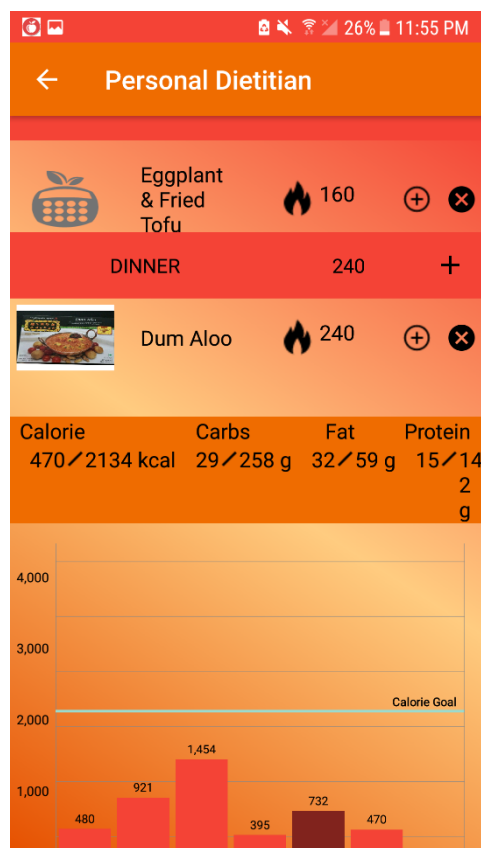 26% 11:55 PM
Personal Dietitian
Eggplant
& Fried
Tofu
160
DINNER 240
Dum Aloo 240
Calorie Carbs Fat Protein
470/2134 kcal 29/258 g 32/59 g 15/14
2
g
4,000
3,000
Calorie Goal
2,000
1,454
1,000
921
732
480
395
470